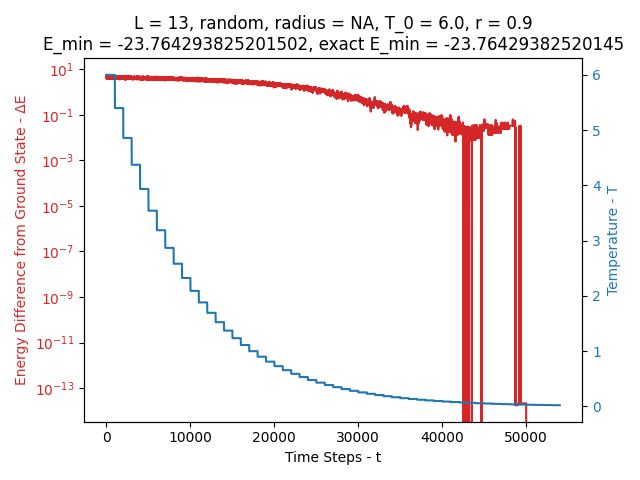 L = 13, random, radius = NA, T_0 = 6.0, r = 0.9
E_min = -23.764293825201502, exact E_min = -23.76429382520145
10¹
10⁻¹
10⁻³
10⁻⁵
10⁻⁷
10⁻⁹
10⁻¹¹
10⁻¹³
Energy Difference from Ground State - ΔE
6
5
4
3
2
1
0
Temperature - T
0 10000 20000 30000 40000 50000
Time Steps - t